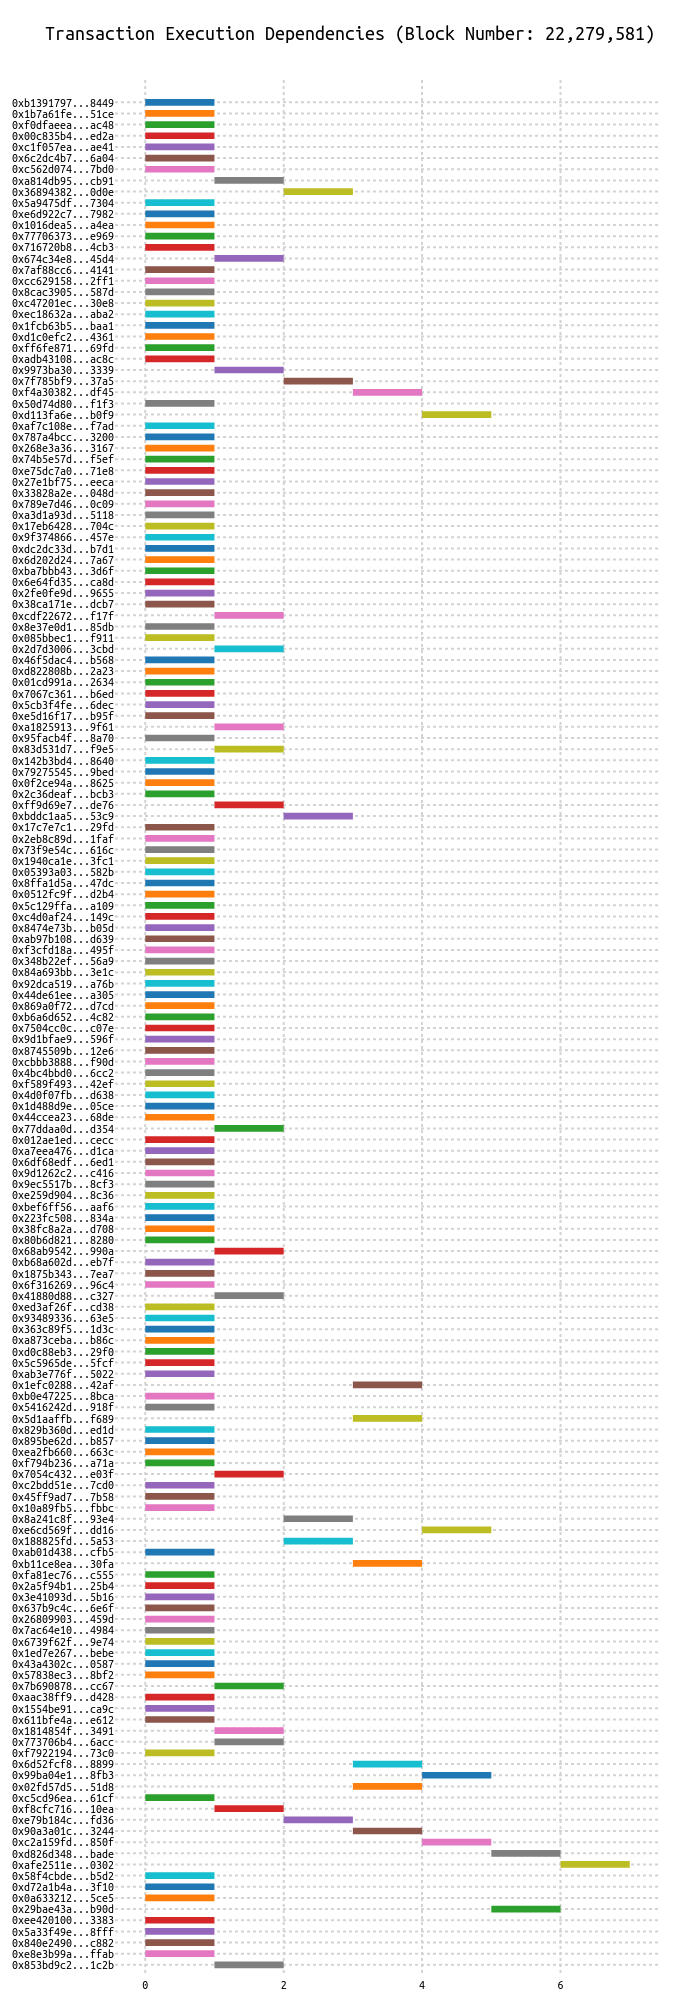 Transaction Execution Dependencies (Block Number: 22,279,581)
0xb1391797...8449
0x1b7a61fe...51ce
0xf0dfaeea...ac48
0x00c835b4...ed2a
0xc1f057ea...ae41
0x6c2dc4b7...6a04
0xc562d074...7bd0
0xa814db95...cb91
0x36894382...0d0e
0x5a9475df...7304
0xe6d922c7...7982
0x1016dea5...a4ea
0x77706373...e969
0x716720b8...4cb3
0x674c34e8...45d4
0x7af88cc6...4141
0xcc629158...2ff1
0x8cac3905...587d
0xc47201ec...30e8
0xec18632a...aba2
0x1fcb63b5...baa1
0xd1c0efc2...4361
0xff6fe871...69fd
0xadb43108...ac8c
0x9973ba30...3339
0x7f785bf9...37a5
0xf4a30382...df45
0x50d74d80...f1f3
0xd113fa6e...b0f9
0xaf7c108e...f7ad
0x787a4bcc...3200
0x268e3a36...3167
0x74b5e57d...f5ef
0xe75dc7a0...71e8
0x27e1bf75...eeca
0x33828a2e...048d
0x789e7d46...0c09
0xa3d1a93d...5118
0x17eb6428...704c
0x9f374866...457e
0xdc2dc33d...b7d1
0x6d202d24...7a67
0xba7bbb43...3d6f
0x6e64fd35...ca8d
0x2fe0fe9d...9655
0x38ca171e...dcb7
0xcdf22672...f17f
0x8e37e0d1...85db
0x085bbec1...f911
0x2d7d3006...3cbd
0x46f5dac4...b568
0xd822808b...2a23
0x01cd991a...2634
0x7067c361...b6ed
0x5cb3f4fe...6dec
0xe5d16f17...b95f
0xa1825913...9f61
0x95facb4f...8a70
0x83d531d7...f9e5
0x142b3bd4...8640
0x79275545...9bed
0x0f2ce94a...8625
0x2c36deaf...bcb3
0xff9d69e7...de76
0xbddc1aa5...53c9
0x17c7e7c1...29fd
0x2eb8c89d...1faf
0x73f9e54c...616c
0x1940ca1e...3fc1
0x05393a03...582b
0x8ffa1d5a...47dc
0x0512fc9f...d2b4
0x5c129ffa...a109
0xc4d0af24...149c
0x8474e73b...b05d
0xab97b108...d639
0xf3cfd18a...495f
0x348b22ef...56a9
0x84a693bb...3e1c
0x92dca519...a76b
0x44de61ee...a305
0x869a0f72...d7cd
0xb6a6d652...4c82
0x7504cc0c...c07e
0x9d1bfae9...596f
0x8745509b...12e6
0xcbbb3888...f90d
0x4bc4bbd0...6cc2
0xf589f493...42ef
0x4d0f07fb...d638
0x1d488d9e...05ce
0x44ccea23...68de
0x77ddaa0d...d354
0x012ae1ed...cecc
0xa7eea476...d1ca
0x6df68edf...6ed1
0x9d1262c2...c416
0x9ec5517b...8cf3
0xe259d904...8c36
0xbef6ff56...aaf6
0x223fc508...834a
0x38fc8a2a...d708
0x80b6d821...8280
0x68ab9542...990a
0xb68a602d...eb7f
0x1875b343...7ea7
0x6f316269...96c4
0x41880d88...c327
0xed3af26f...cd38
0x93489336...63e5
0x363c89f5...1d3c
0xa873ceba...b86c
0xd0c88eb3...29f0
0x5c5965de...5fcf
0xab3e776f...5022
0x1efc0288...42af
0xb0e47225...8bca
0x5416242d...918f
0x5d1aaffb...f689
0x829b360d...ed1d
0x895be62d...b857
0xea2fb660...663c
0xf794b236...a71a
0x7054c432...e03f
0xc2bdd51e...7cd0
0x45ff9ad7...7b58
0x10a89fb5...fbbc
0x8a241c8f...93e4
0xe6cd569f...dd16
0x188825fd...5a53
0xab01d438...cfb5
0xb11ce8ea...30fa
0xfa81ec76...c555
0x2a5f94b1...25b4
0x3e41093d...5b16
0x637b9c4c...6e6f
0x26809903...459d
0x7ac64e10...4984
0x6739f62f...9e74
0x1ed7e267...bebe
0x43a4302c...0587
0x57838ec3...8bf2
0x7b690878...cc67
0xaac38ff9...d428
0x1554be91...ca9c
0x611bfe4a...e612
0x1814854f...3491
0x773706b4...6acc
0xf7922194...73c0
0x6d52fcf8...8899
0x99ba04e1...8fb3
0x02fd57d5...51d8
0xc5cd96ea...61cf
0xf8cfc716...10ea
0xe79b184c...fd36
0x90a3a01c...3244
0xc2a159fd...850f
0xd826d348...bade
0xafe2511e...0302
0x58f4cbde...b5d2
0xd72a1b4a...3f10
0x0a633212...5ce5
0x29bae43a...b90d
0xee420100...3383
0x5a33f49e...8fff
0x840e2490...c882
0xe8e3b99a...ffab
0x853bd9c2...1c2b
0 2 4 6